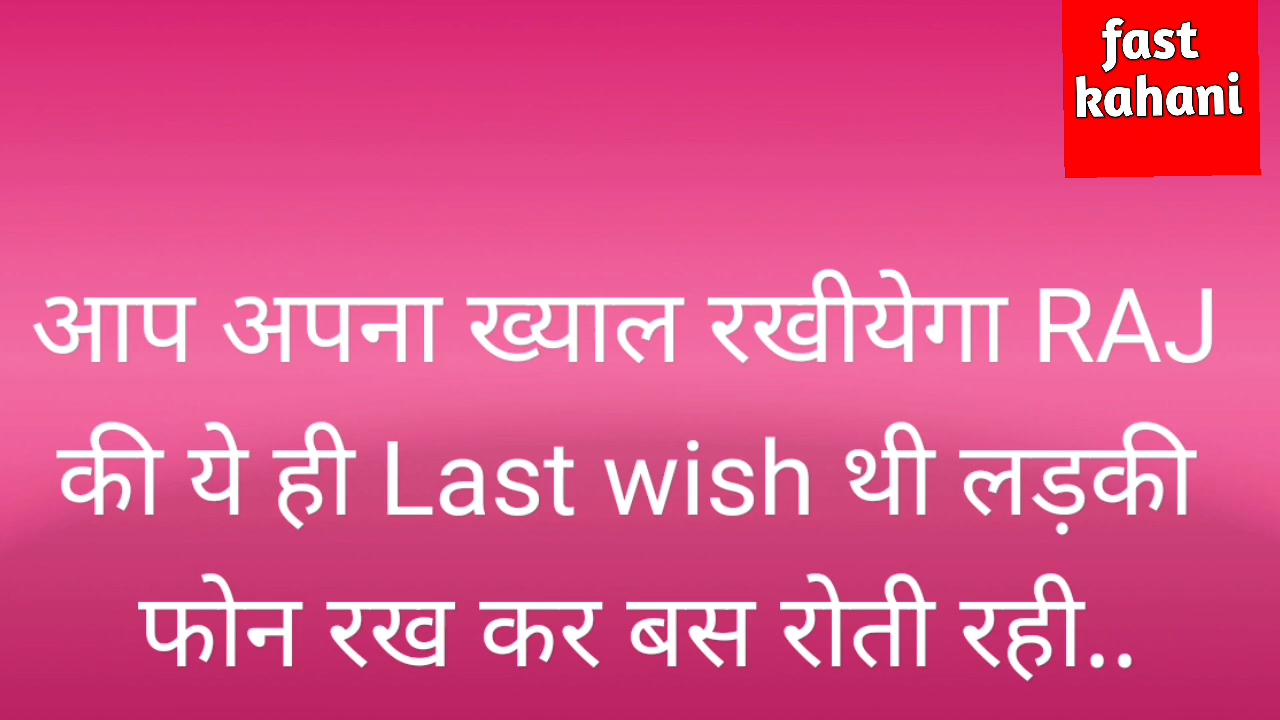 fast
kahani
आप अपना ख्याल रखीयेगा RAJ
की ये ही Last wish थी लड़की
फोन रख कर बस रोती रही..